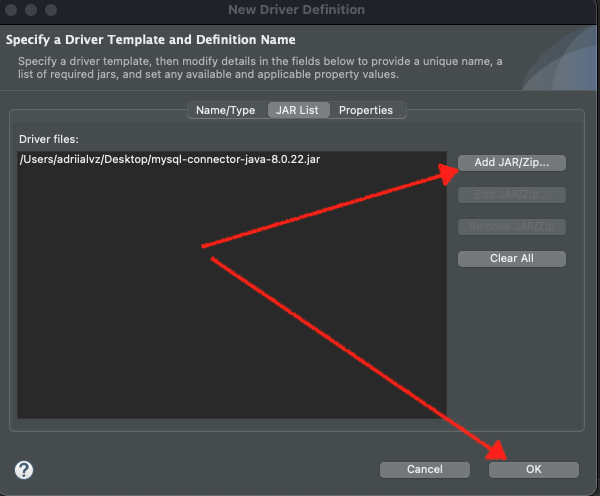 New Driver Definition
Specify a Driver Template and Definition Name
Specify a driver template, then modify details in the fields below to provide a unique name, a
list of required jars, and set any available and applicable property values.
Name/Type
JAR List
Properties
Driver files:
/Users/adriialvz/Desktop/mysql-connector-java-8.0.22.jar
Add JAR/Zip...
Edit JAR/Zip...
Remove JAR/Zip
Clear All
?
Cancel
OK